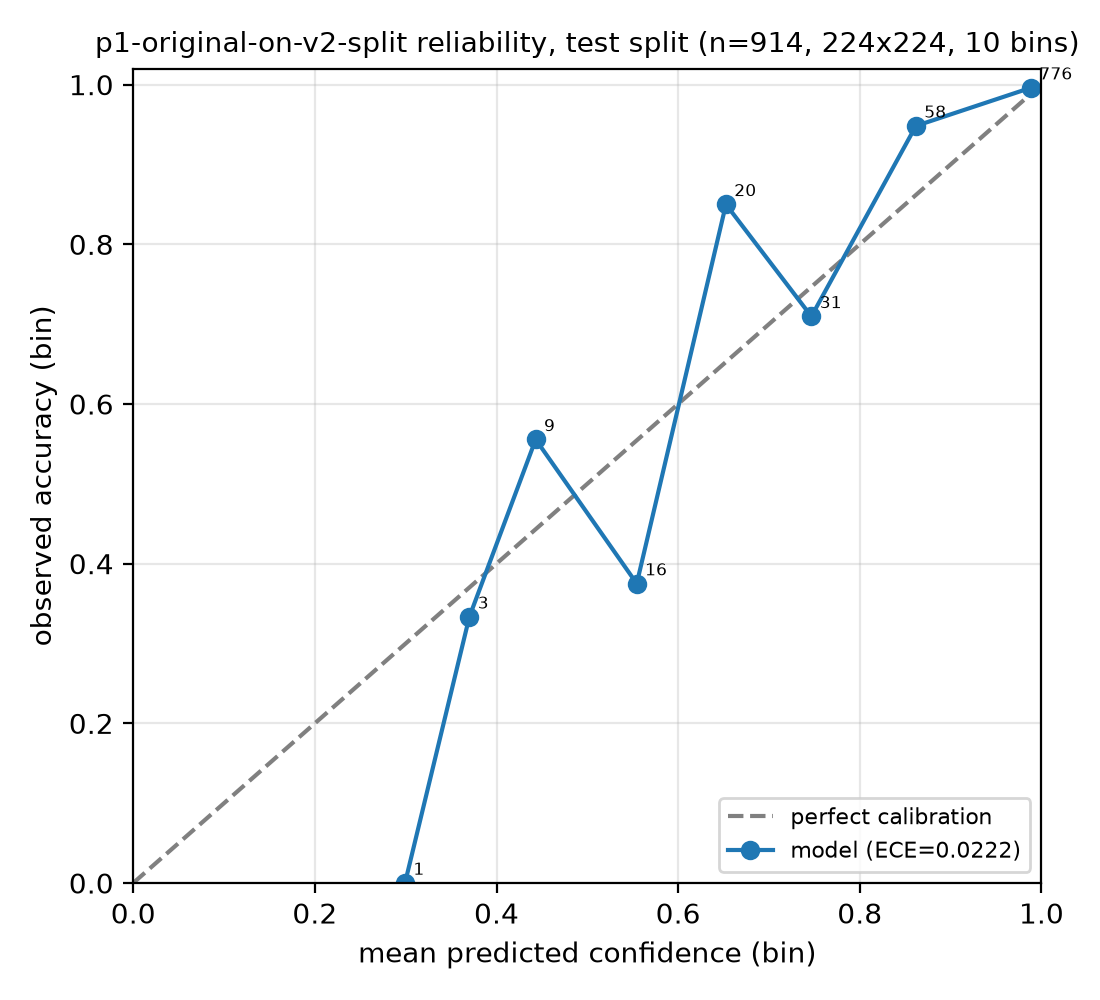 p1-original-on-v2-split reliability, test split (n=914, 224x224, 10 bins)
776
1.0
58
20
0.8
31
0.6
9
16
0.4
3
0.2
1
0.0
observed accuracy (bin)
perfect calibration
model (ECE=0.0222)
0.0 0.2 0.4 0.6 0.8 1.0
mean predicted confidence (bin)